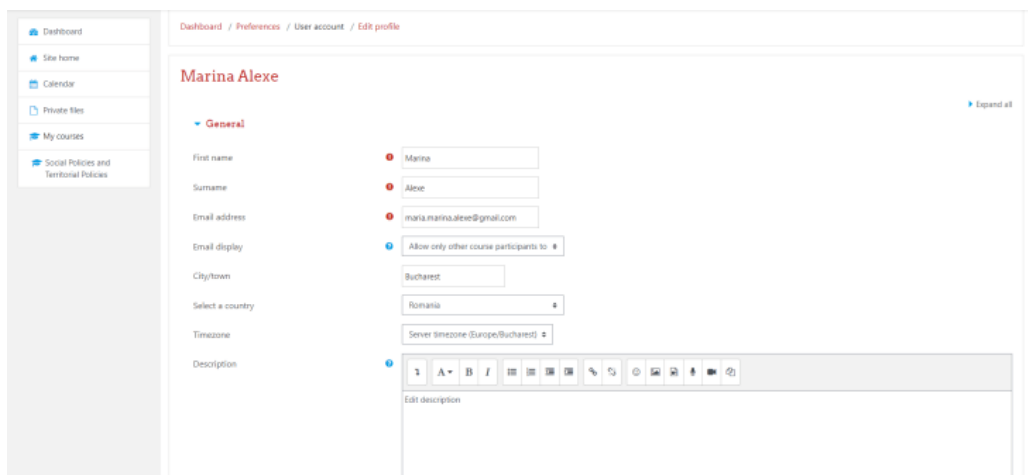 Dashboard
Site home
Calendar
Private files
My courses
Social Policies and
Territorial Policies
Dashboard / Preferences / User account / Edit profile
Marina Alexe
Expand all
General
First name
Marina
Surname
Alexe
Email address
maria.marina.alexe@gmail.com
Email display
Allow only other course participants to
City/town
Bucharest
Select a country
Romania
Timezone
Server timezone (Europe/Bucharest)
Description
A B I
Edit description